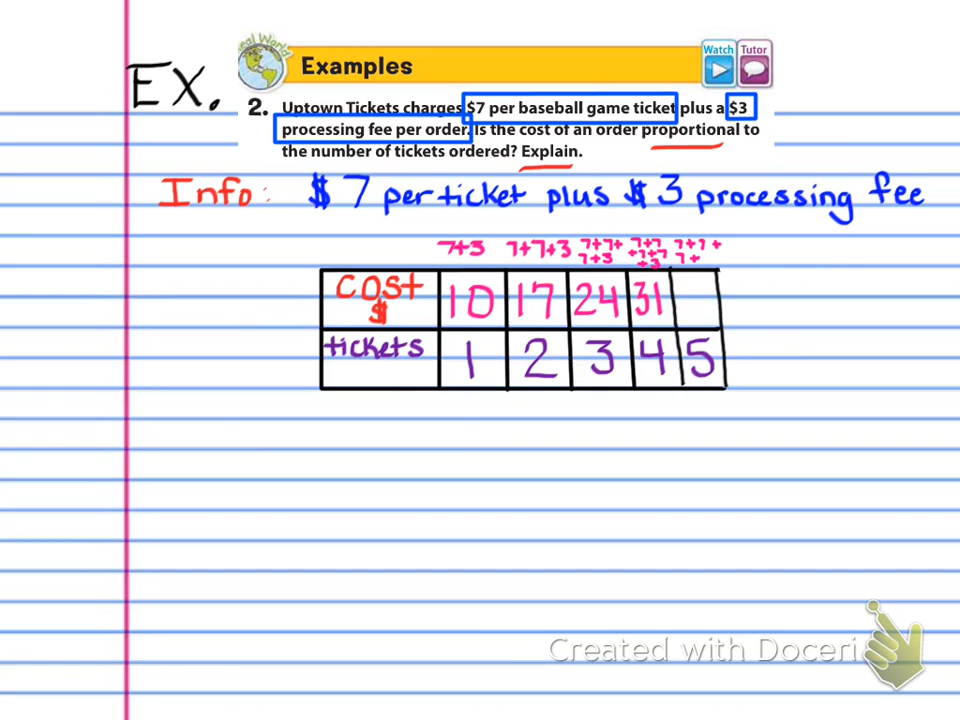 Real World
Watch Tutor
Examples
EX.
2. Uptown Tickets charges $7 per baseball game ticket plus a $3
processing fee per order. Is the cost of an order proportional to
the number of tickets ordered? Explain.
Info: $7 per ticket plus $3 processing fee
7+3 7+7+3 7+7+ 7+7 7+7+
7+3 +7+7 7+
+3
cost 10 17 24 31
$
tickets 1 2 3 4 5
Created with Doceri